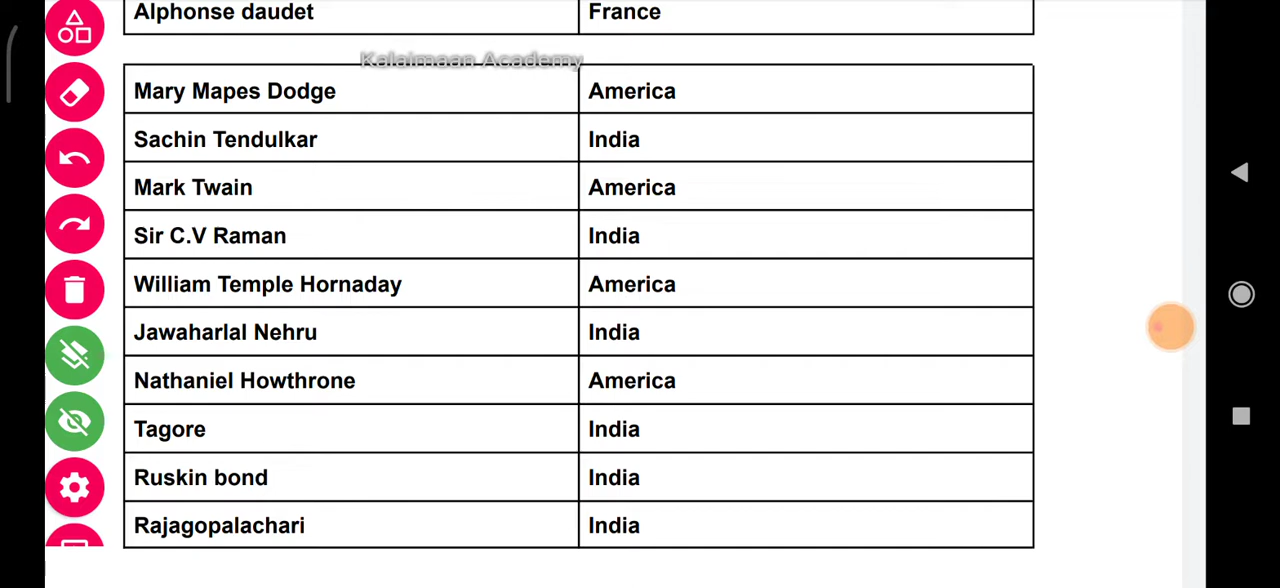 Alphonse daudet France
Kalaimaan Academy
Mary Mapes Dodge America
Sachin Tendulkar India
Mark Twain America
Sir C.V Raman India
William Temple Hornaday America
Jawaharlal Nehru India
Nathaniel Howthrone America
Tagore India
Ruskin bond India
Rajagopalachari India